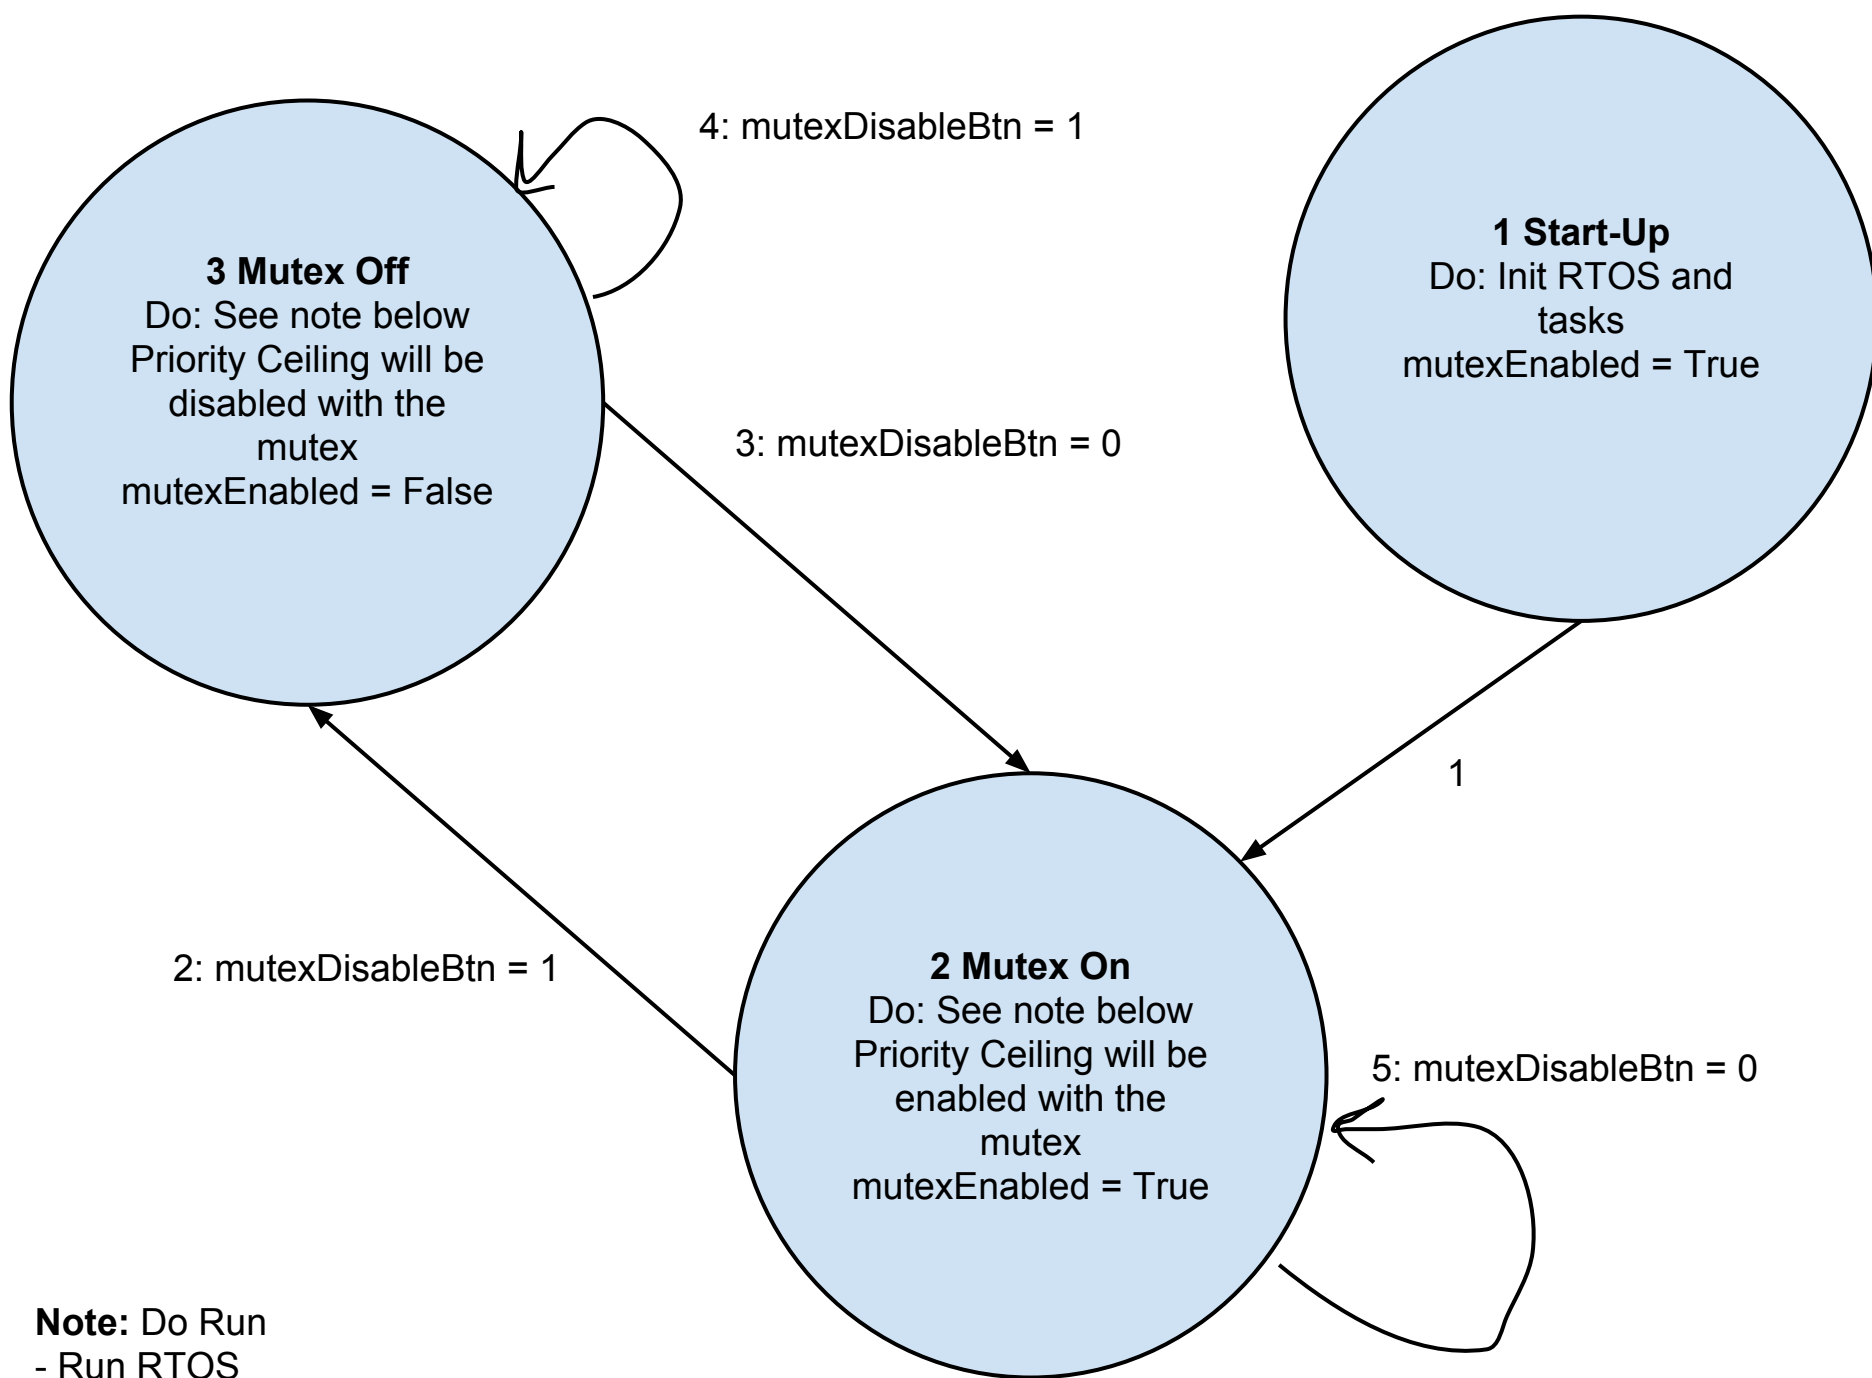 4: mutexDisableBtn = 1
1 Start-Up
Do: Init RTOS and
tasks
mutexEnabled = True
3 Mutex Off
Do: See note below
Priority Ceiling will be
disabled with the
mutex
mutexEnabled = False
3: mutexDisableBtn = 0
1
2: mutexDisableBtn = 1
2 Mutex On
Do: See note below
Priority Ceiling will be
enabled with the
mutex
mutexEnabled = True
5: mutexDisableBtn = 0
Note: Do Run
- Run RTOS